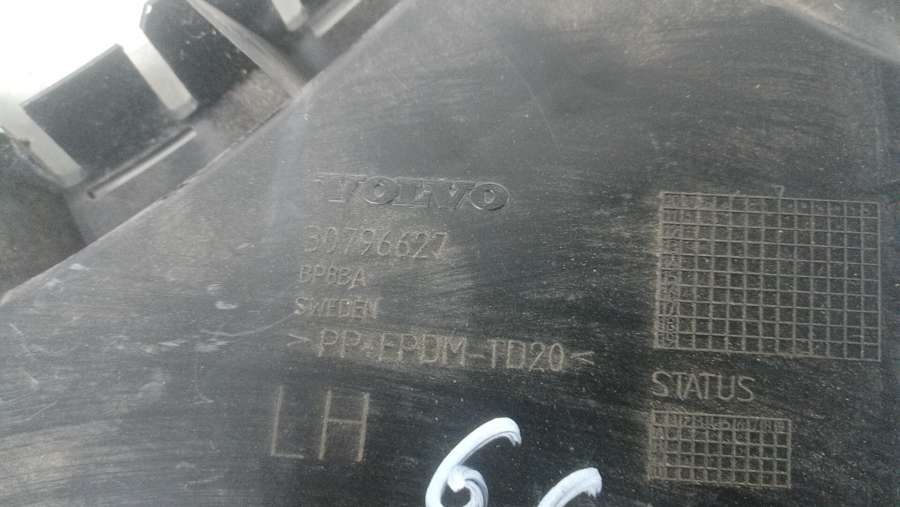 VOLVO
30796627
BPBBA
SWEDEN
>PP+EPDM-TD20<
LH
STATUS